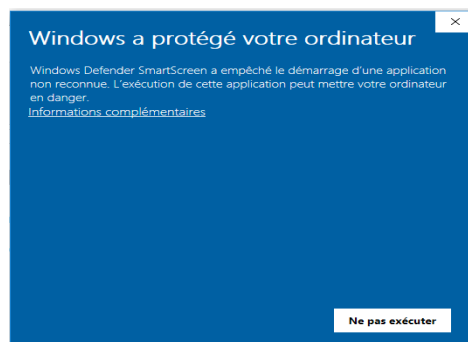 Windows a protégé votre ordinateur
Windows Defender SmartScreen a empêché le démarrage d'une application
non reconnue. L'exécution de cette application peut mettre votre ordinateur
en danger.
Informations complémentaires
Ne pas exécuter